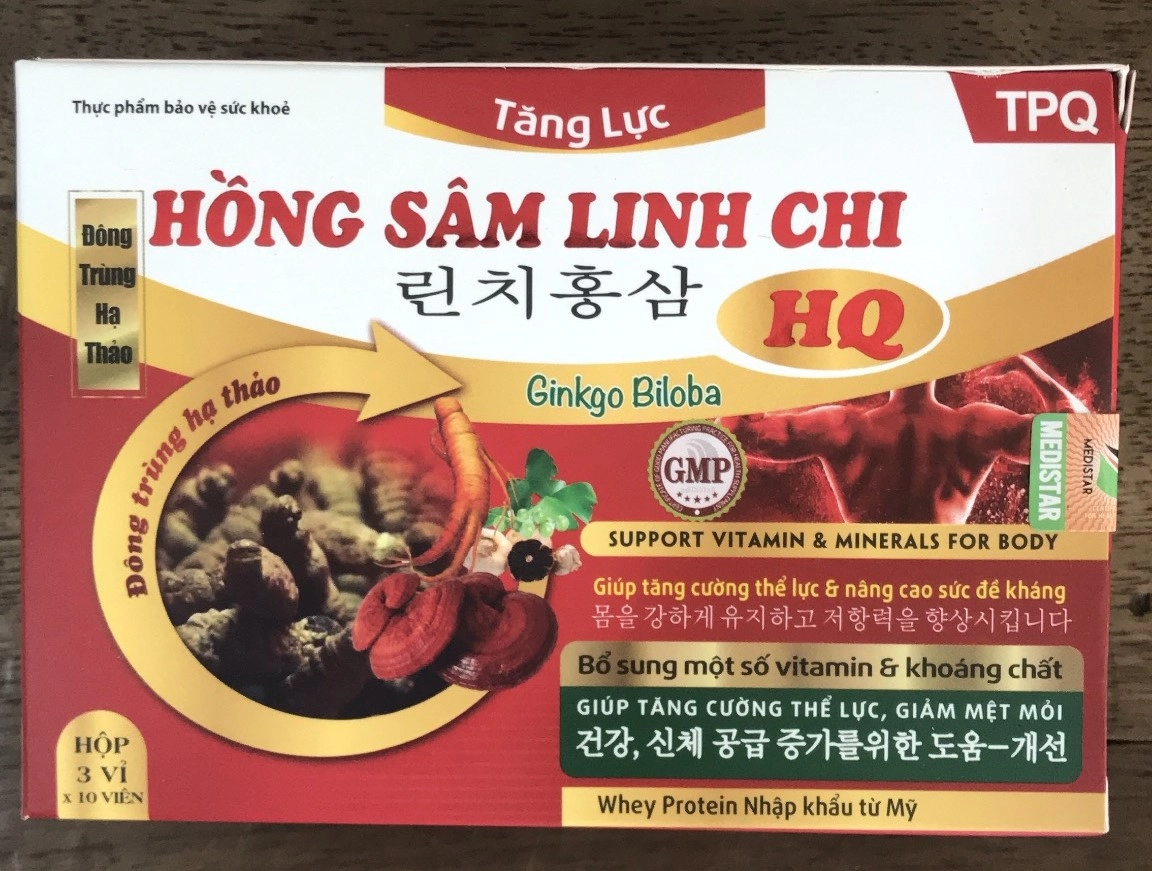 Thực phẩm bảo vệ sức khoẻ
Tăng Lực
TPQ
HỒNG SÂM LINH CHI
린치홍삼
HQ
Đông
Trùng
Hạ
Thảo
Đông trùng hạ thảo
Ginkgo Biloba
GMP
MEDISTAR
MEDISTAR
SUPPORT VITAMIN & MINERALS FOR BODY
Giúp tăng cường thể lực & nâng cao sức đề kháng
몸을 강하게 유지하고 저항력을 향상시킵니다
Bổ sung một số vitamin & khoáng chất
GIÚP TĂNG CƯỜNG THỂ LỰC, GIẢM MỆT MỎI
건강, 신체 공급 증가를위한 도움-개선
HỘP
3 VỈ
x 10 VIÊN
Whey Protein Nhập khẩu từ Mỹ